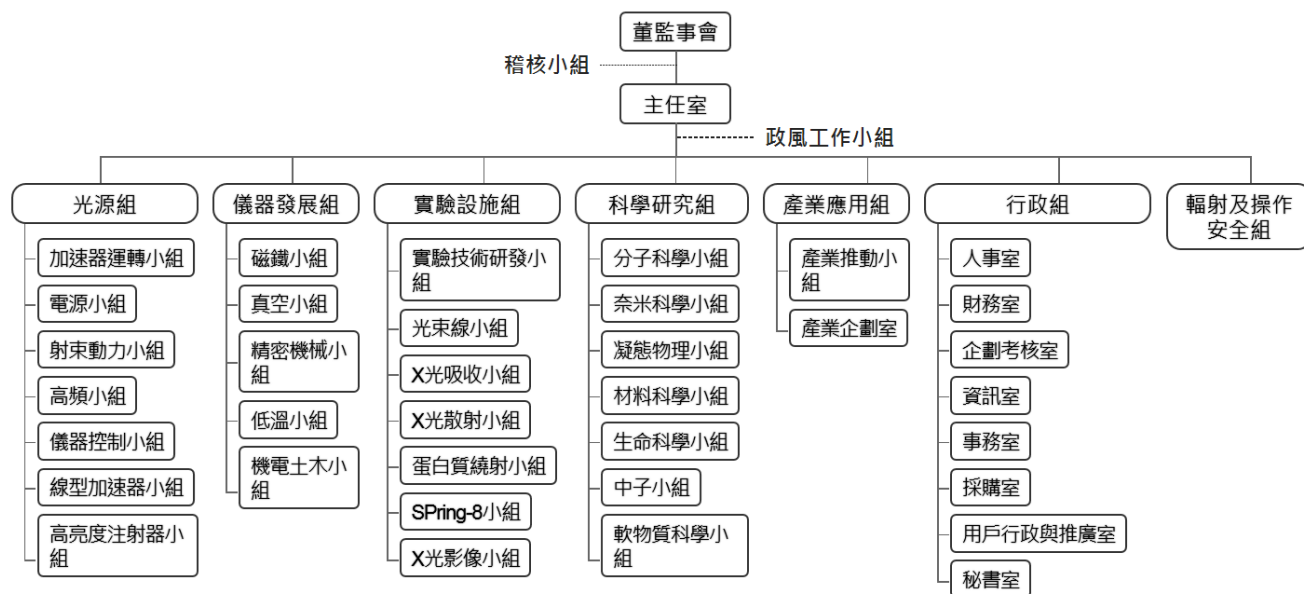 董監事會
稽核小組
主任室
政風工作小組
光源組
加速器運轉小組
電源小組
射束動力小組
高頻小組
儀器控制小組
線型加速器小組
高亮度注射器小
組
儀器發展組
磁鐵小組
真空小組
精密機械小
組
低溫小組
機電土木小
組
實驗設施組
實驗技術研發小
組
光束線小組
X光吸收小組
X光散射小組
蛋白質繞射小組
SPring-8小組
X光影像小組
科學研究組
分子科學小組
奈米科學小組
凝態物理小組
材料科學小組
生命科學小組
中子小組
軟物質科學小
組
產業應用組
產業推動小
組
產業企劃室
行政組
人事室
財務室
企劃考核室
資訊室
事務室
採購室
用戶行政與推廣室
秘書室
輻射及操作
安全組